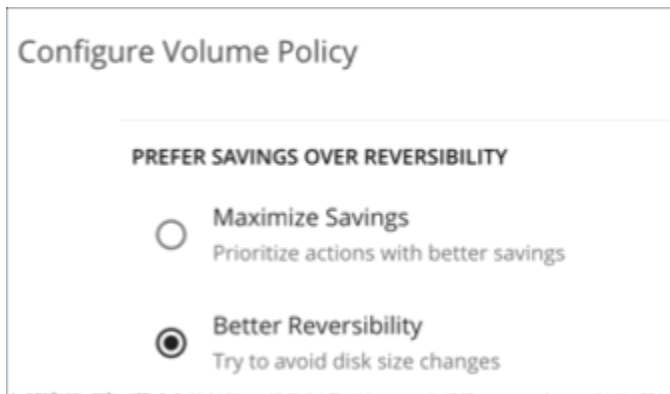 Configure Volume Policy
PREFER SAVINGS OVER REVERSIBILITY
Maximize Savings
Prioritize actions with better savings
Better Reversibility
Try to avoid disk size changes